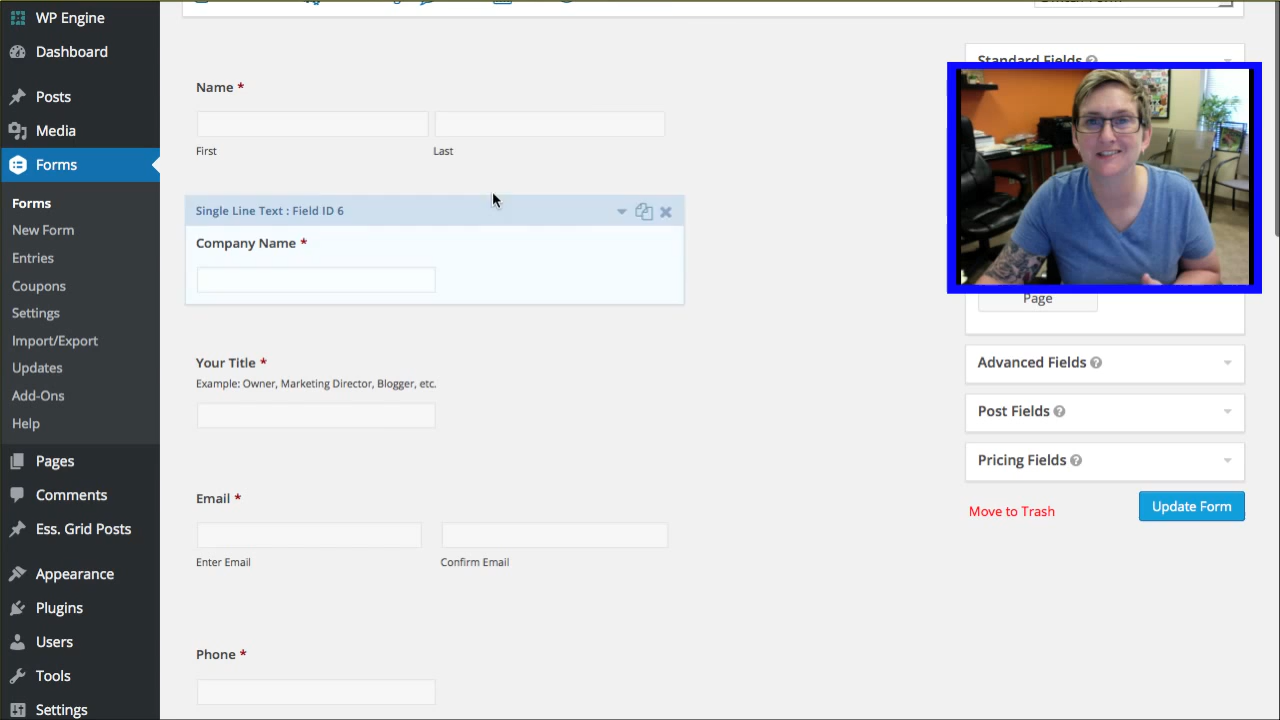 WP Engine
Dashboard
Posts
Media
Forms
Forms
New Form
Entries
Coupons
Settings
Import/Export
Updates
Add-Ons
Help
Pages
Comments
Ess. Grid Posts
Appearance
Plugins
Users
Tools
Settings
Name *
First Last
Single Line Text : Field ID 6
Company Name *
Your Title *
Example: Owner, Marketing Director, Blogger, etc.
Email *
Enter Email Confirm Email
Phone *
Standard Fields
Page
Advanced Fields
Post Fields
Pricing Fields
Move to Trash Update Form